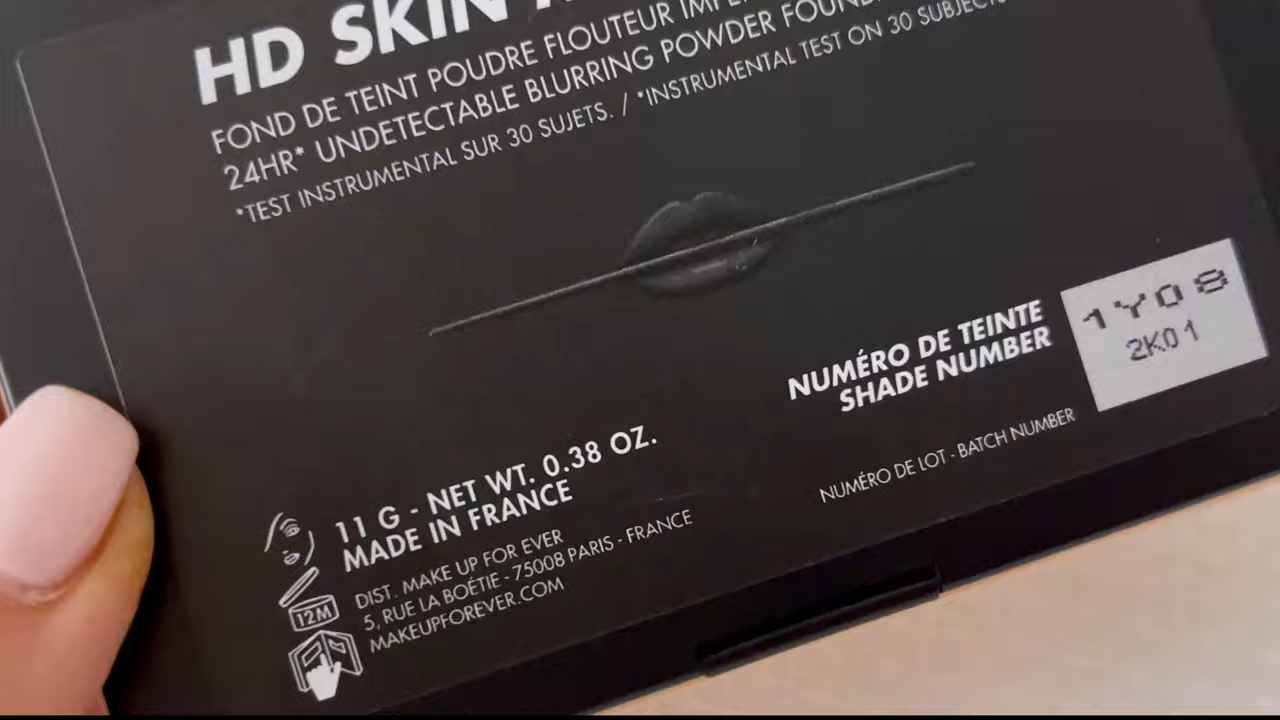 HD SKIN
FOND DE TEINT POUDRE FLOUTEUR
24HR* UNDETECTABLE BLURRING POWDER
*TEST INSTRUMENTAL SUR 30 SUJETS. / *INSTRUMENTAL TEST ON 30 SUBJECTS
NUMÉRO DE TEINTE
SHADE NUMBER
1Y08
2K01
NUMÉRO DE LOT - BATCH NUMBER
11 G - NET WT. 0.38 OZ.
MADE IN FRANCE
DIST. MAKE UP FOR EVER
5, RUE LA BOÉTIE - 75008 PARIS - FRANCE
MAKEUPFOREVER.COM
12M